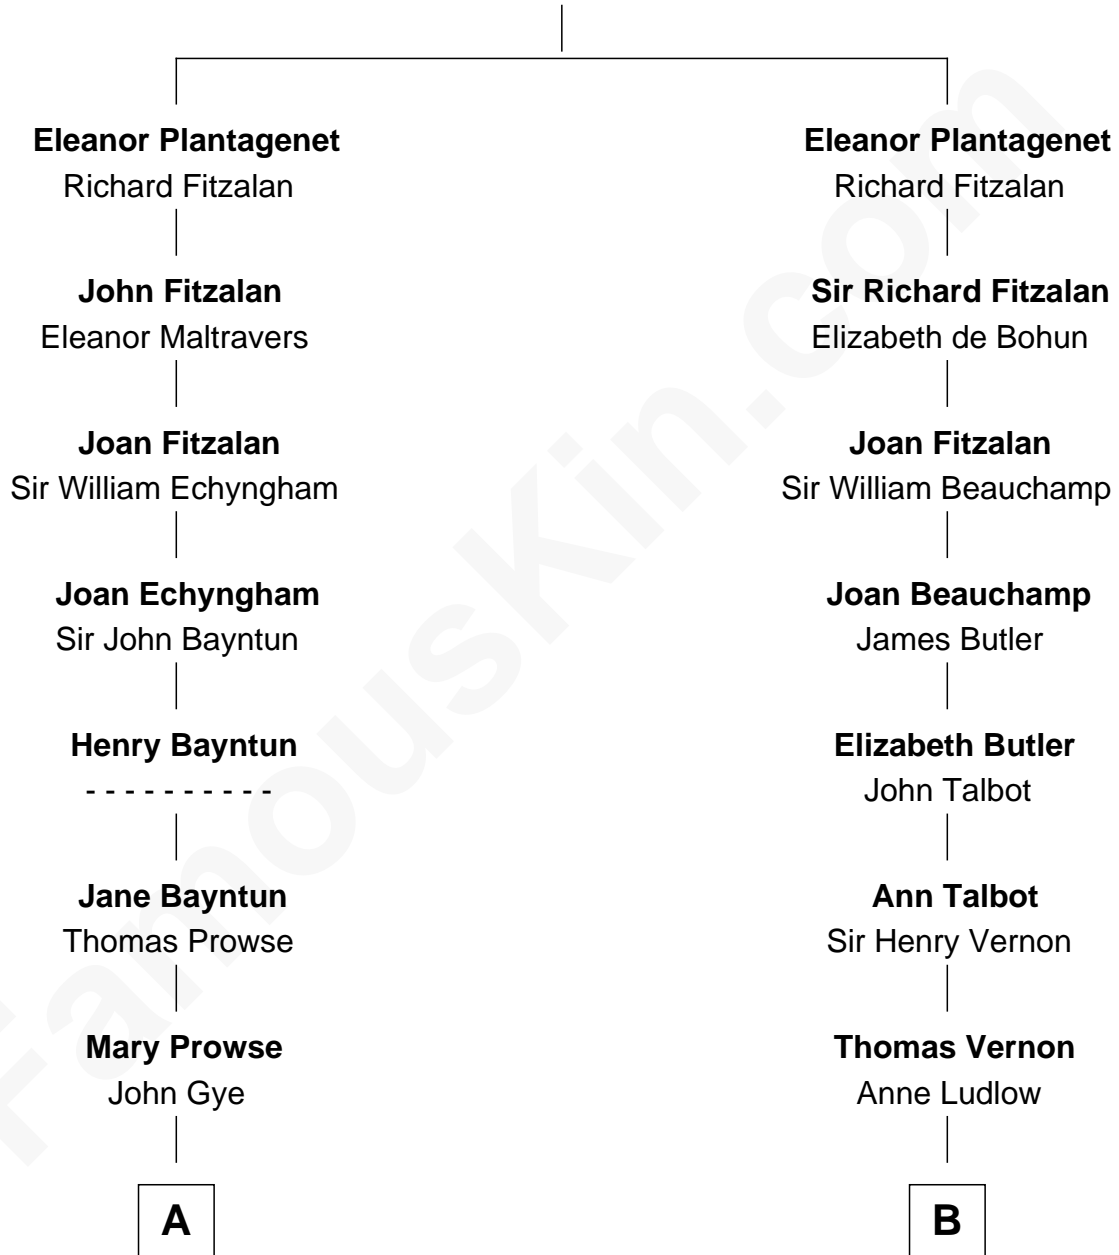 Eleanor Plantagenet
Richard Fitzalan
John Fitzalan
Eleanor Maltravers
Joan Fitzalan
Sir William Echyngham
Joan Echyngham
Sir John Bayntun
Henry Bayntun
- - - - - - - - - -
Jane Bayntun
Thomas Prowse
Mary Prowse
John Gye
A
Eleanor Plantagenet
Richard Fitzalan
Sir Richard Fitzalan
Elizabeth de Bohun
Joan Fitzalan
Sir William Beauchamp
Joan Beauchamp
James Butler
Elizabeth Butler
John Talbot
Ann Talbot
Sir Henry Vernon
Thomas Vernon
Anne Ludlow
B
FamousKin.com